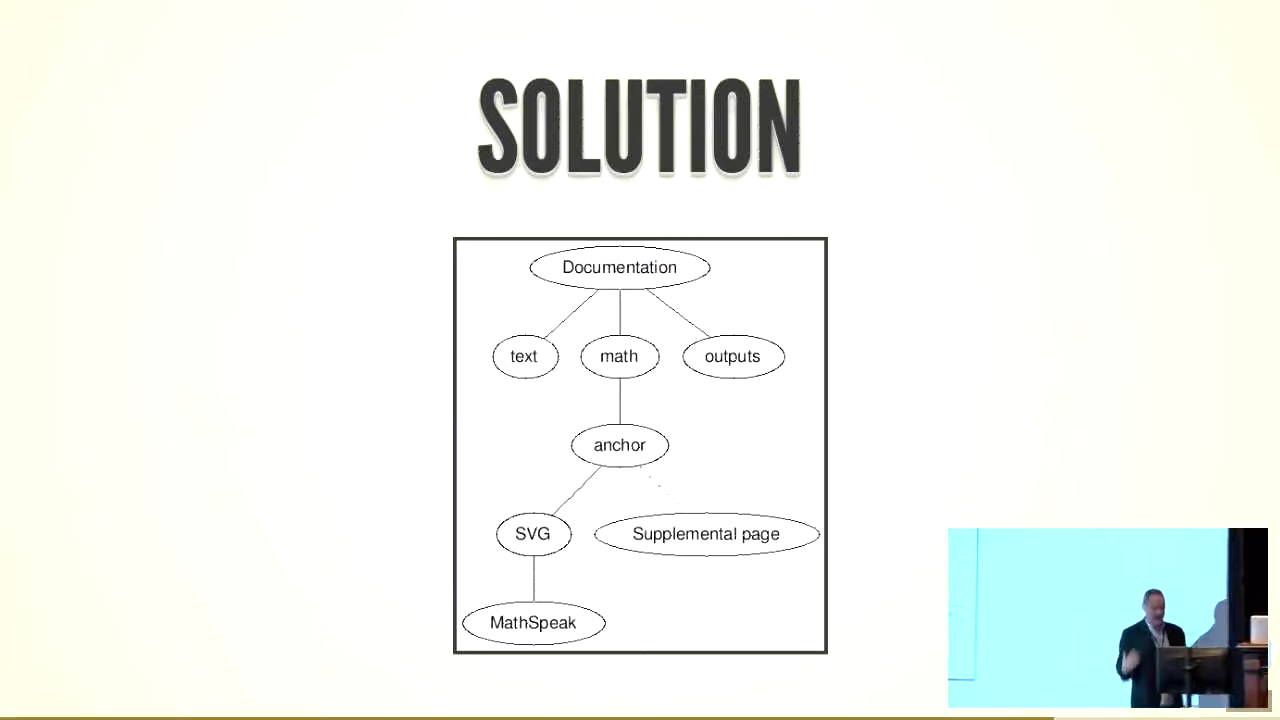 SOLUTION
Documentation
text math outputs
anchor
SVG Supplemental page
MathSpeak